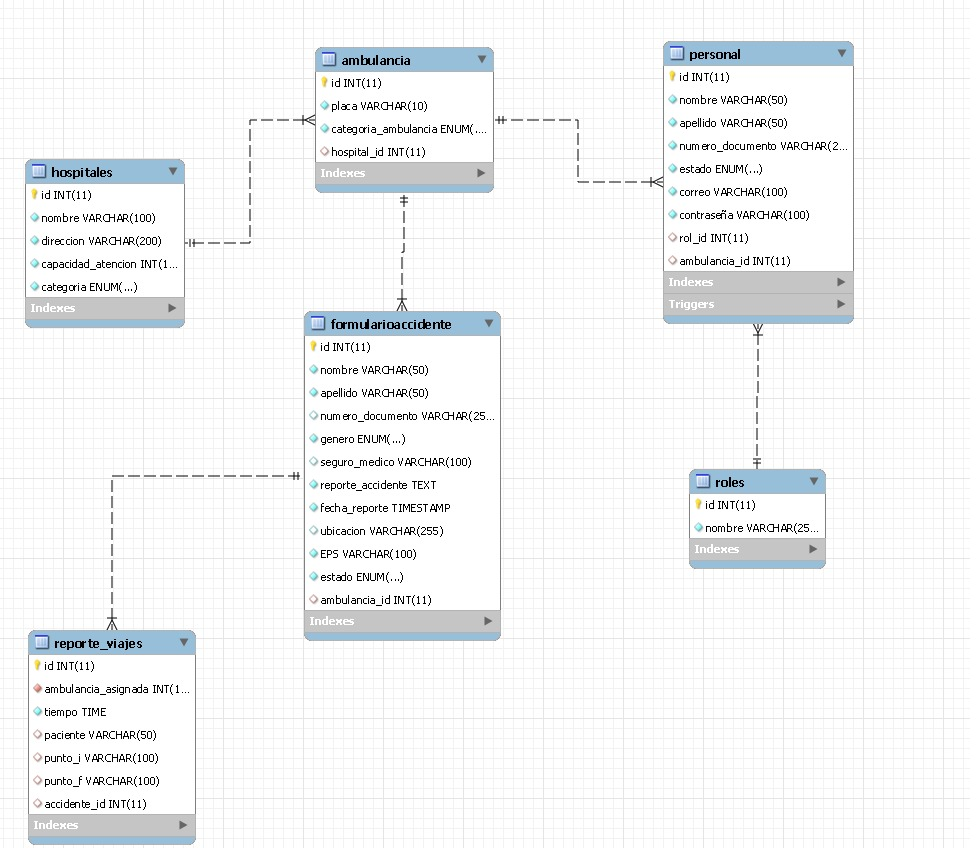 ambulancia
id INT(11)
placa VARCHAR(10)
categoria_ambulancia ENUM(....
hospital_id INT(11)
Indexes
personal
id INT(11)
nombre VARCHAR(50)
apellido VARCHAR(50)
numero_documento VARCHAR(2...
estado ENUM(...)
correo VARCHAR(100)
contraseña VARCHAR(100)
rol_id INT(11)
ambulancia_id INT(11)
Indexes
Triggers
hospitales
id INT(11)
nombre VARCHAR(100)
direccion VARCHAR(200)
capacidad_atencion INT(1...
categoria ENUM(...)
Indexes
formularioaccidente
id INT(11)
nombre VARCHAR(50)
apellido VARCHAR(50)
numero_documento VARCHAR(25...
genero ENUM(...)
seguro_medico VARCHAR(100)
reporte_accidente TEXT
fecha_reporte TIMESTAMP
ubicacion VARCHAR(255)
EPS VARCHAR(100)
estado ENUM(...)
ambulancia_id INT(11)
Indexes
roles
id INT(11)
nombre VARCHAR(25...
Indexes
reporte_viajes
id INT(11)
ambulancia_asignada INT(1...
tiempo TIME
paciente VARCHAR(50)
punto_i VARCHAR(100)
punto_f VARCHAR(100)
accidente_id INT(11)
Indexes